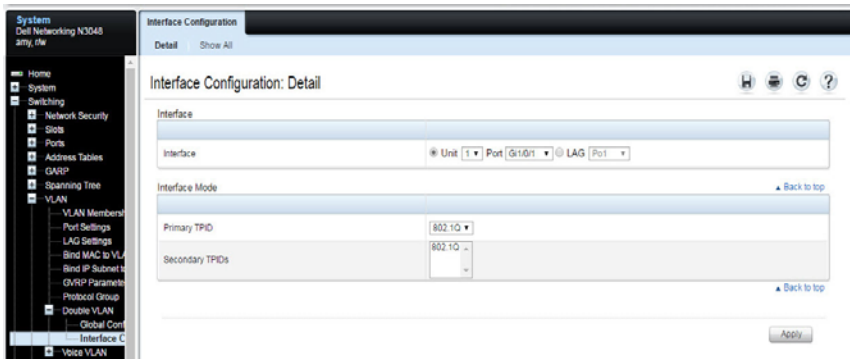 System
Dell Networking N3048
amy, r/w
Home
System
Switching
Network Security
Slots
Ports
Address Tables
GARP
Spanning Tree
VLAN
VLAN Membersh
Port Settings
LAG Settings
Bind MAC to VLA
Bind IP Subnet to
GVRP Paramete
Protocol Group
Double VLAN
Global Conf
Interface C
Voice VLAN
Interface Configuration
Detail Show All
Interface Configuration: Detail
Interface
Interface Unit 1 Port Gi1/0/1 LAG Po1
Interface Mode Back to top
Primary TPID 802.1Q
Secondary TPIDs 802.1Q
Back to top
Apply